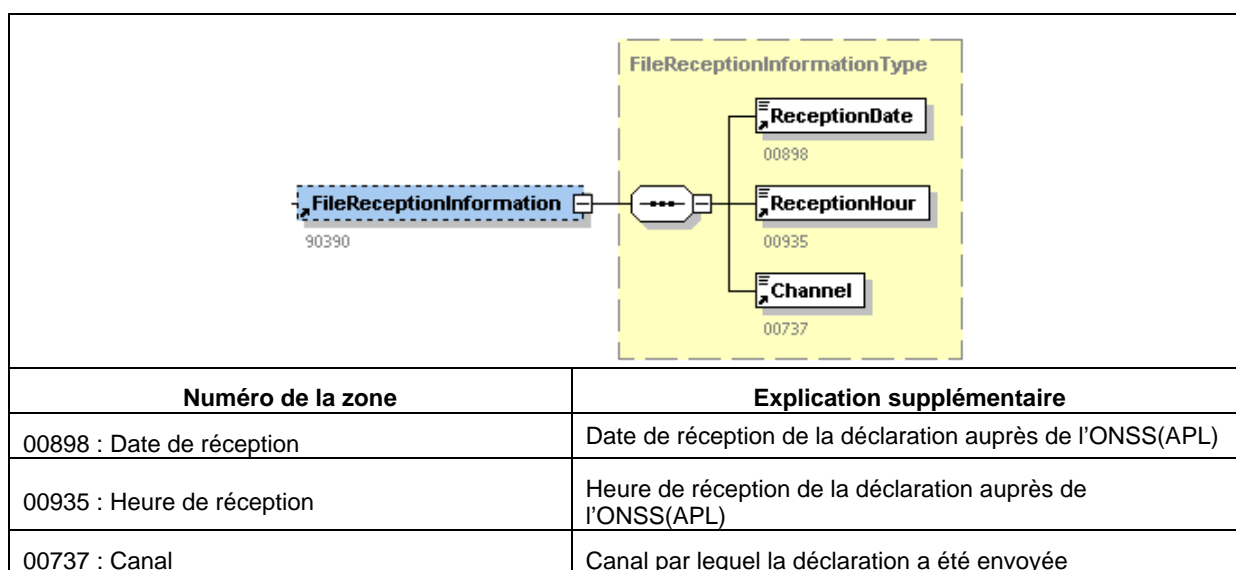 FileReceptionInformationType
ReceptionDate
00898
FileReceptionInformation
90390
ReceptionHour
00935
Channel
00737
Numéro de la zone
Explication supplémentaire
00898 : Date de réception
Date de réception de la déclaration auprès de l’ONSS(APL)
00935 : Heure de réception
Heure de réception de la déclaration auprès de
l’ONSS(APL)
00737 : Canal
Canal par lequel la déclaration a été envoyée